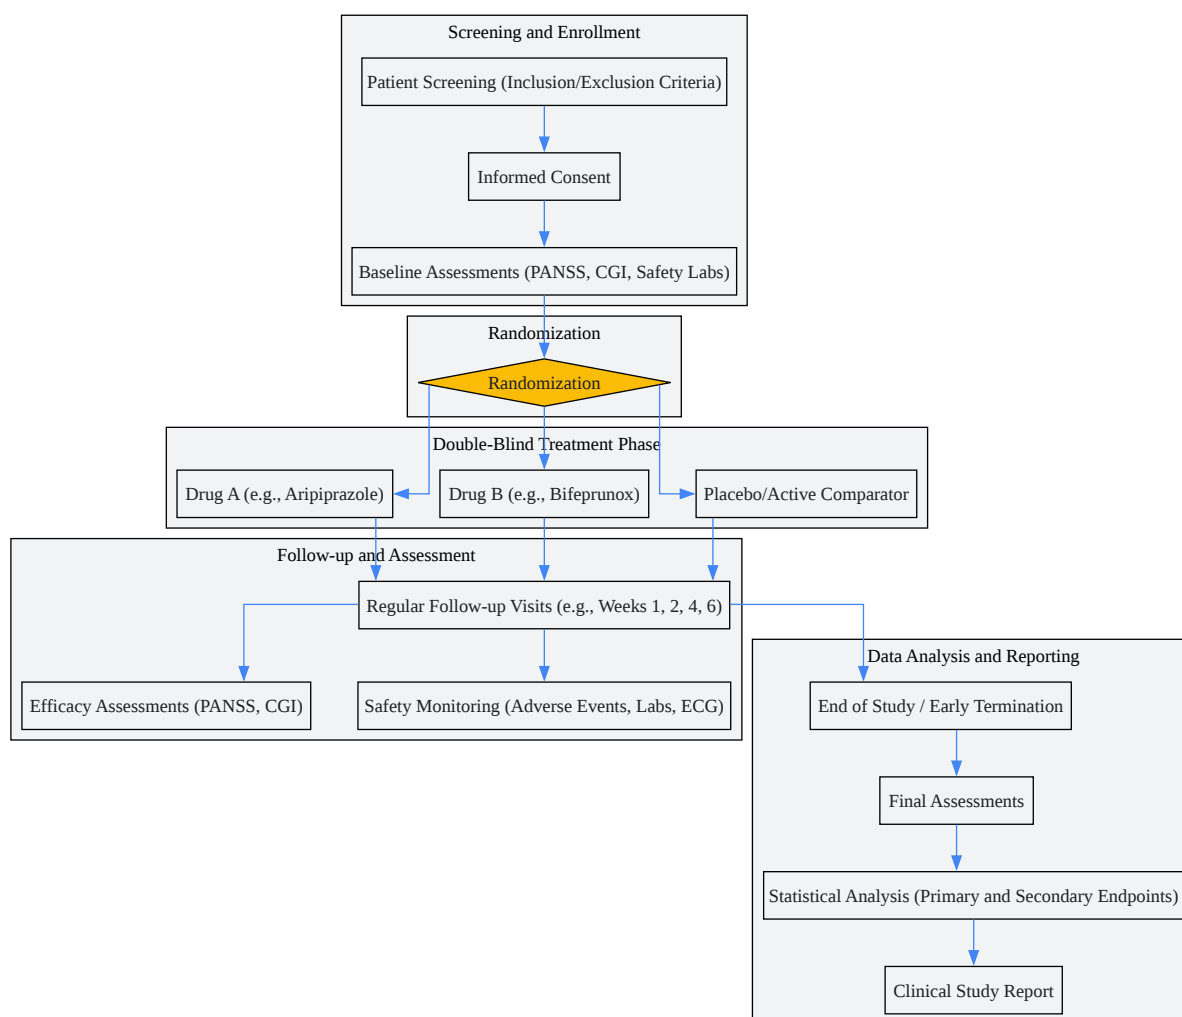 Screening and Enrollment
Patient Screening (Inclusion/Exclusion Criteria)
Informed Consent
Baseline Assessments (PANSS, CGI, Safety Labs)
Randomization
Randomization
Double-Blind Treatment Phase
Drug A (e.g., Aripiprazole)
Drug B (e.g., Bifeprunox)
Placebo/Active Comparator
Follow-up and Assessment
Regular Follow-up Visits (e.g., Weeks 1, 2, 4, 6)
Efficacy Assessments (PANSS, CGI)
Safety Monitoring (Adverse Events, Labs, ECG)
Data Analysis and Reporting
End of Study / Early Termination
Final Assessments
Statistical Analysis (Primary and Secondary Endpoints)
Clinical Study Report